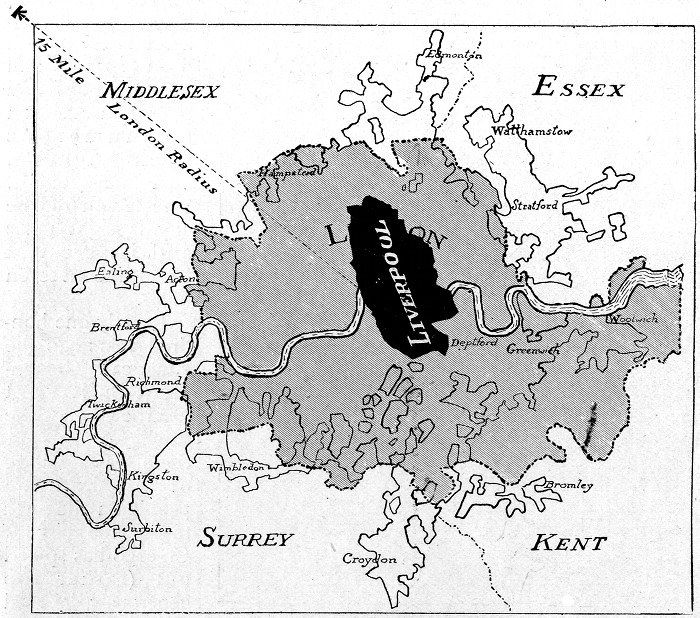 Edmonton
15 Mile
London Radius
MIDDLESEX
ESSEX
Walthamstow
Hampstead
Stratford
L ON
LIVERPOOL
Ealing
Acton
Brentford
Woolwich
Deptford
Greenwich
Richmond
Twickenham
Wimbledon
Kingston
Bromley
Surbiton
SURREY
KENT
Croydon